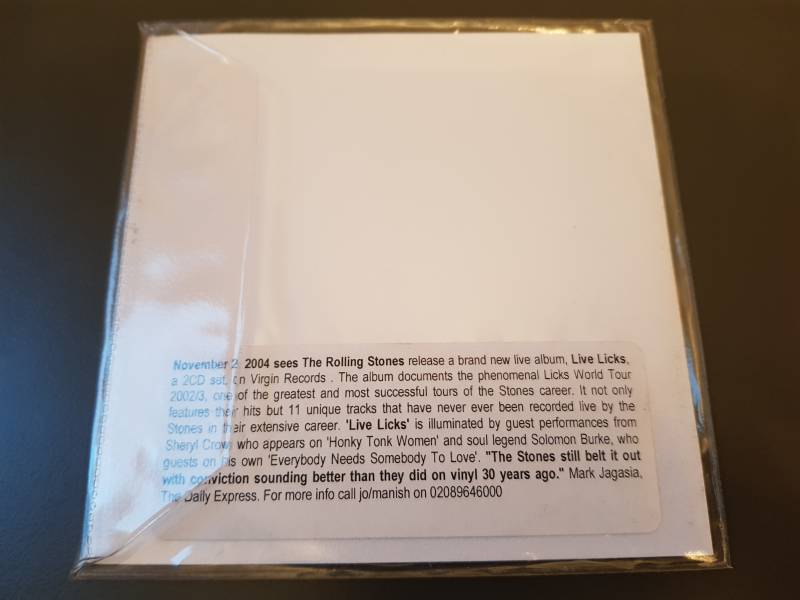 November 2 2004 sees The Rolling Stones release a brand new live album, Live Licks,
a 2CD set, on Virgin Records . The album documents the phenomenal Licks World Tour
2002/3, one of the greatest and most successful tours of the Stones career. It not only
features their hits but 11 unique tracks that have never ever been recorded live by the
Stones in their extensive career. 'Live Licks' is illuminated by guest performances from
Sheryl Crow, who appears on 'Honky Tonk Women' and soul legend Solomon Burke, who
guests on his own 'Everybody Needs Somebody To Love'. "The Stones still belt it out
with conviction sounding better than they did on vinyl 30 years ago." Mark Jagasia,
The Daily Express. For more info call jo/manish on 02089646000